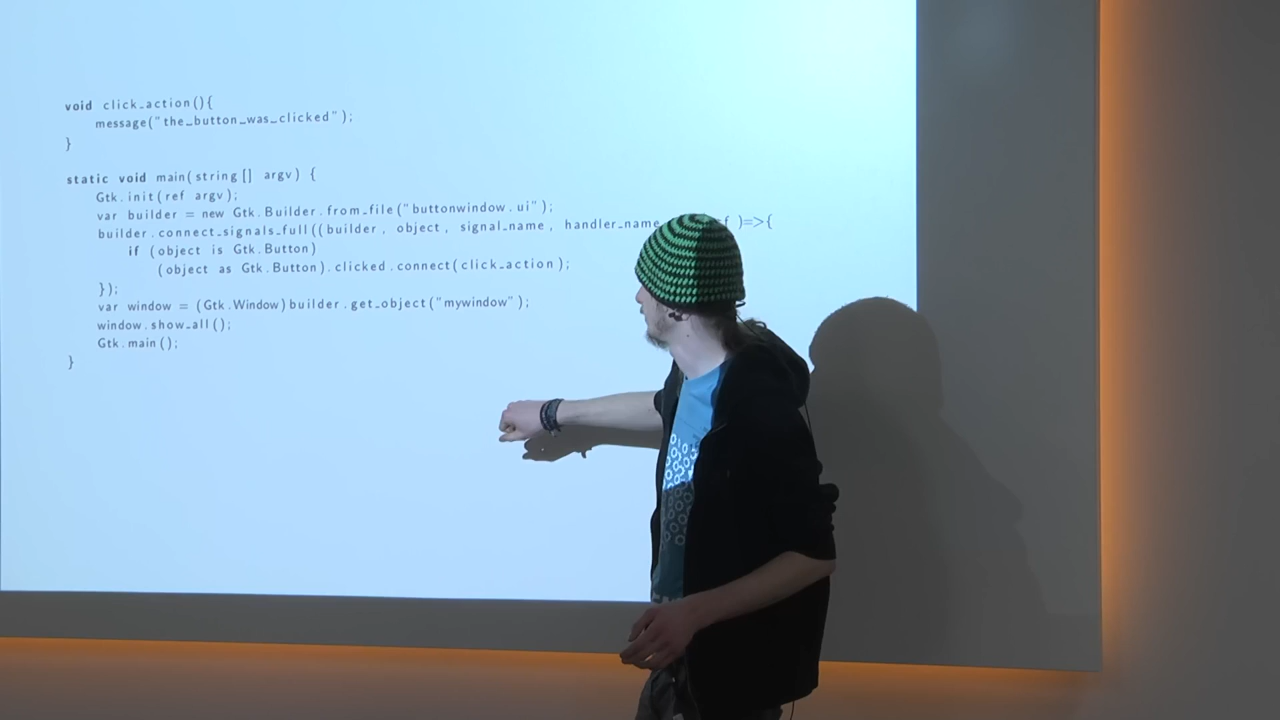 void click_action(){
message("the_button_was_clicked");
}
static void main(string[] argv) {
Gtk.init(ref argv);
var builder = new Gtk.Builder.from_file("buttonwindow.ui");
builder.connect_signals_full((builder, object, signal_name, handler_name )=>{
if (object is Gtk.Button)
(object as Gtk.Button).clicked.connect(click_action);
});
var window = (Gtk.Window)builder.get_object("mywindow");
window.show_all();
Gtk.main();
}